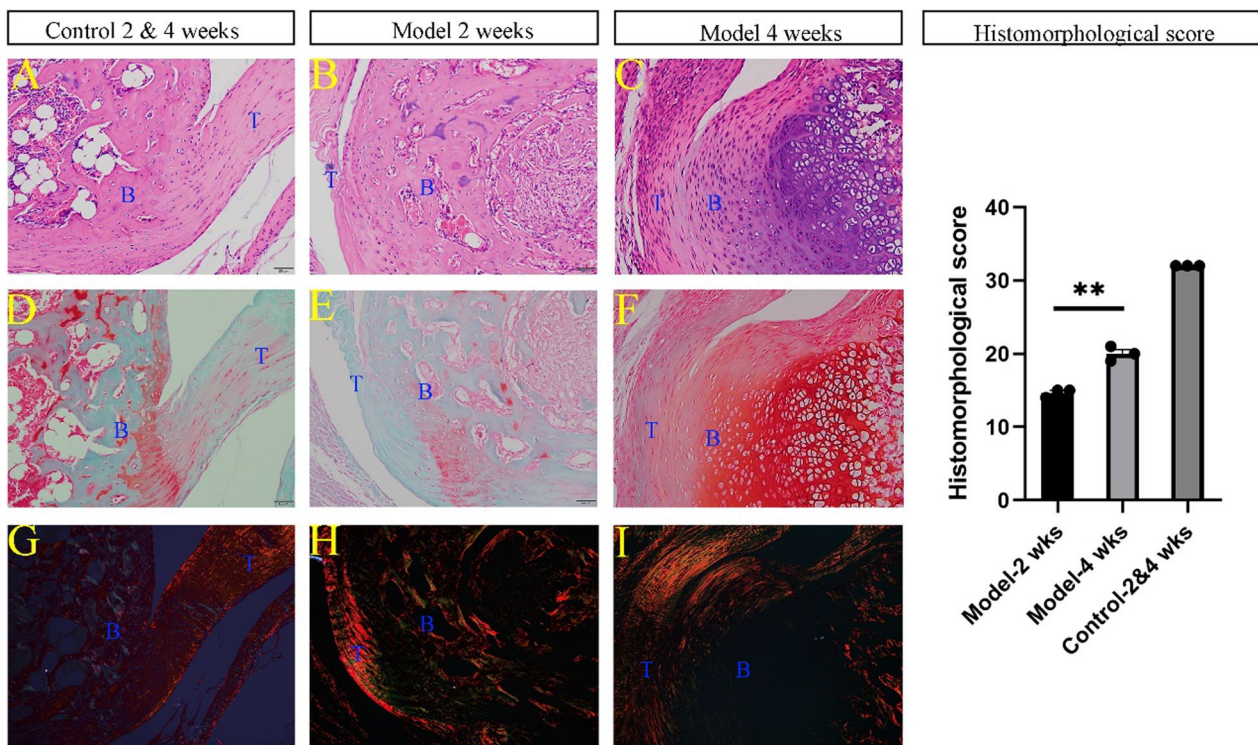 Control 2 & 4 weeks
Model 2 weeks
Model 4 weeks
Histomorphological score
A
T
B
B
T
B
C
T
B
D
T
B
E
T
B
F
T
B
G
T
B
H
B
T
I
T
B
Histomorphological score
40
30
20
10
0
**
Model-2 wks
Model-4 wks
Control-2&4 wks